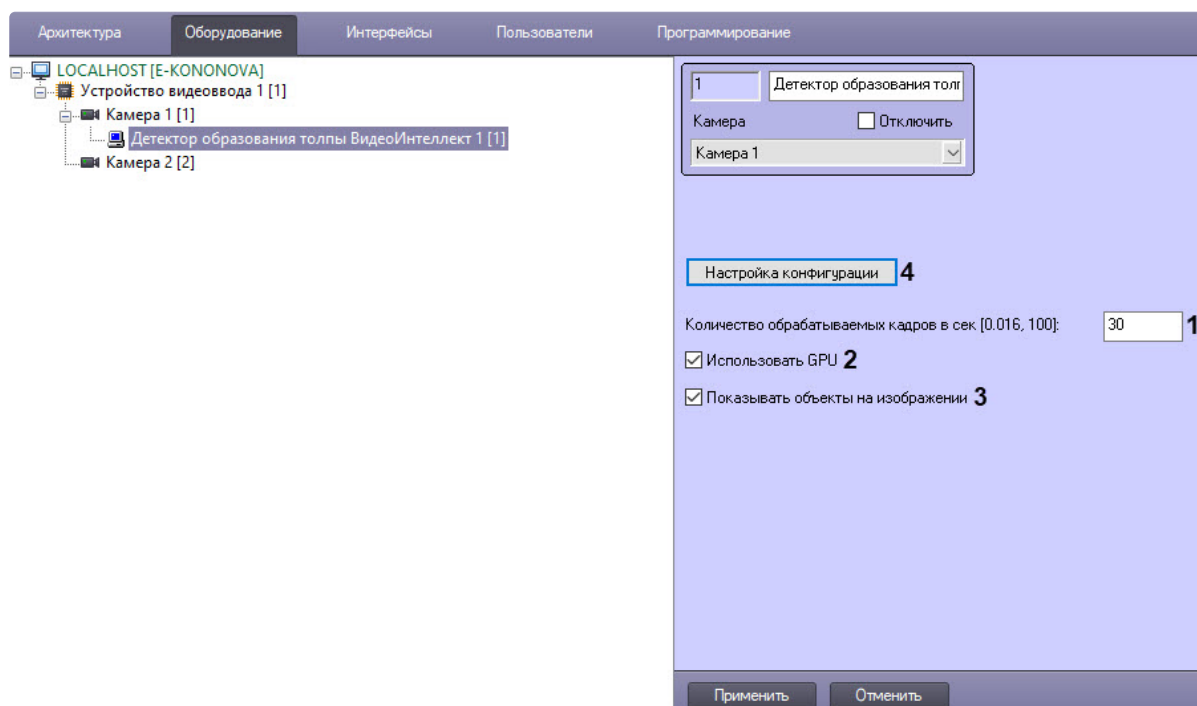 Архитектура Оборудование Интерфейсы Пользователи Программирование
LOCALHOST [E-KONONOVA]
Устройство видеоввода 1 [1]
Камера 1 [1]
Детектор образования толпы ВидеоИнтеллект 1 [1]
Камера 2 [2]
1 Детектор образования толп
Камера Отключить
Камера 1
Настройка конфигурации 4
Количество обрабатываемых кадров в сек [0.016, 100]: 30 1
Использовать GPU 2
Показывать объекты на изображении 3
Применить Отменить